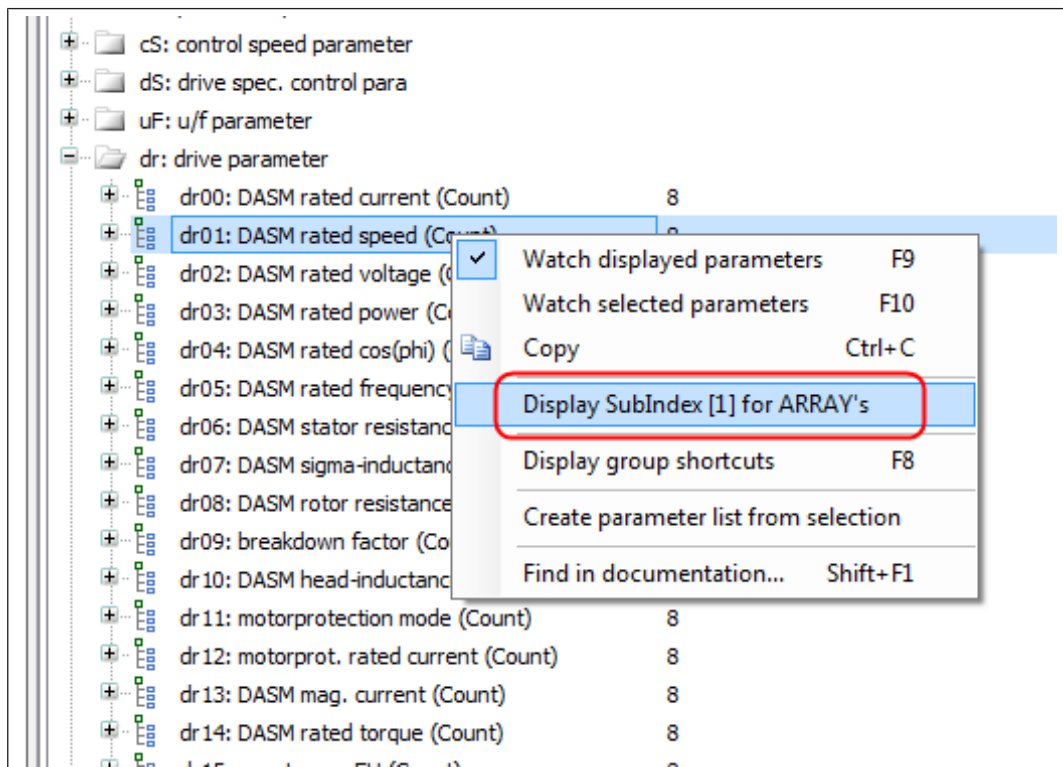 cS: control speed parameter
dS: drive spec. control para
uF: u/f parameter
dr: drive parameter
dr00: DASM rated current (Count) 8
dr01: DASM rated speed (Count)
Watch displayed parameters F9
dr02: DASM rated voltage (
Watch selected parameters F10
dr03: DASM rated power (C
Copy Ctrl+C
dr04: DASM rated cos(phi) (
dr05: DASM rated frequency
Display SubIndex [1] for ARRAY's
dr06: DASM stator resistanc
Display group shortcuts F8
dr07: DASM sigma-inductanc
dr08: DASM rotor resistance
Create parameter list from selection
dr09: breakdown factor (Co
Find in documentation... Shift+F1
dr10: DASM head-inductanc
dr11: motorprotection mode (Count) 8
dr12: motorprot. rated current (Count) 8
dr13: DASM mag. current (Count) 8
dr14: DASM rated torque (Count) 8